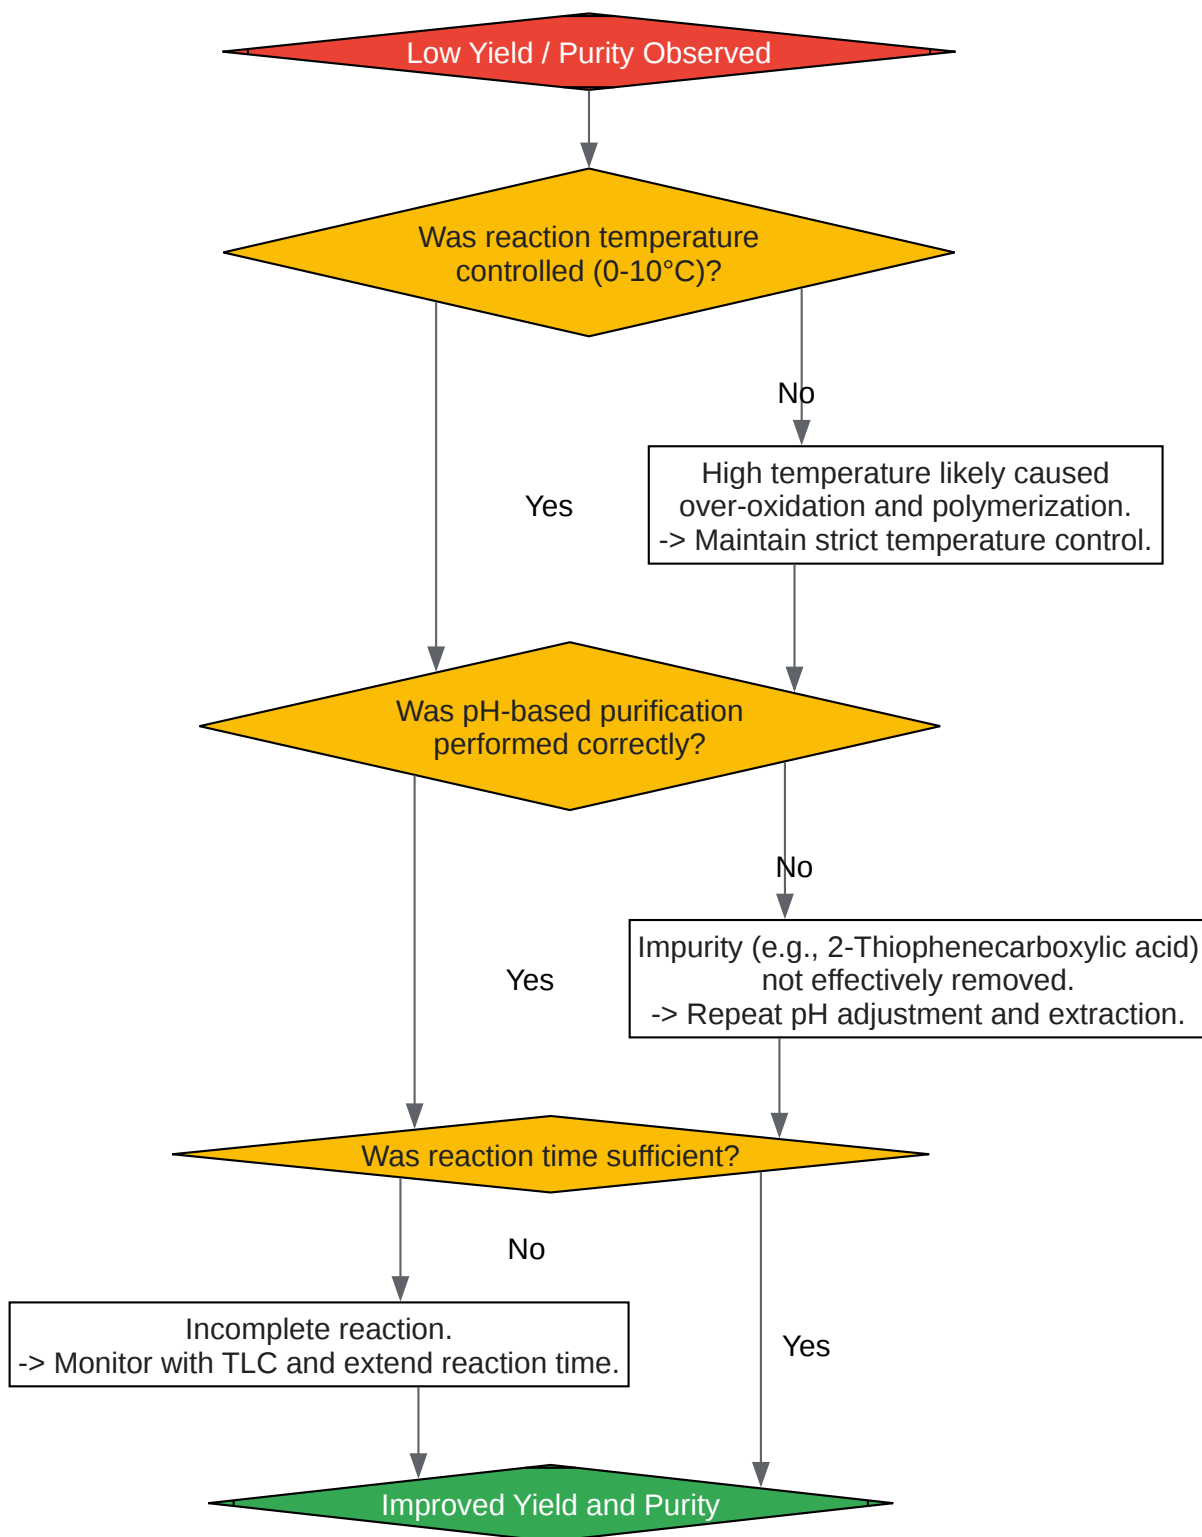 Low Yield / Purity Observed
Was reaction temperature
controlled (0-10°C)?
No
High temperature likely caused
over-oxidation and polymerization.
-> Maintain strict temperature control.
Yes
Was pH-based purification
performed correctly?
No
Impurity (e.g., 2-Thiophenecarboxylic acid)
not effectively removed.
-> Repeat pH adjustment and extraction.
Yes
Was reaction time sufficient?
No
Incomplete reaction.
-> Monitor with TLC and extend reaction time.
Yes
Improved Yield and Purity